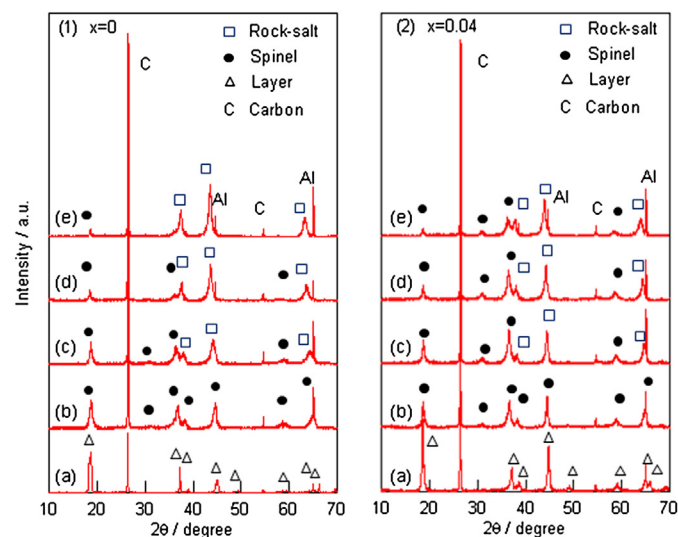 (1) x=0
Rock-salt
C
Spinel
Layer
C Carbon
Al
(e)
Al
C
(d)
(c)
(b)
(a)
10 20 30 40 50 60 70
2θ / degree
Intensity / a.u.
(2) x=0.04
Rock-salt
C
Spinel
Layer
C Carbon
Al
(e)
Al
C
(d)
(c)
(b)
(a)
10 20 30 40 50 60 70
2θ / degree